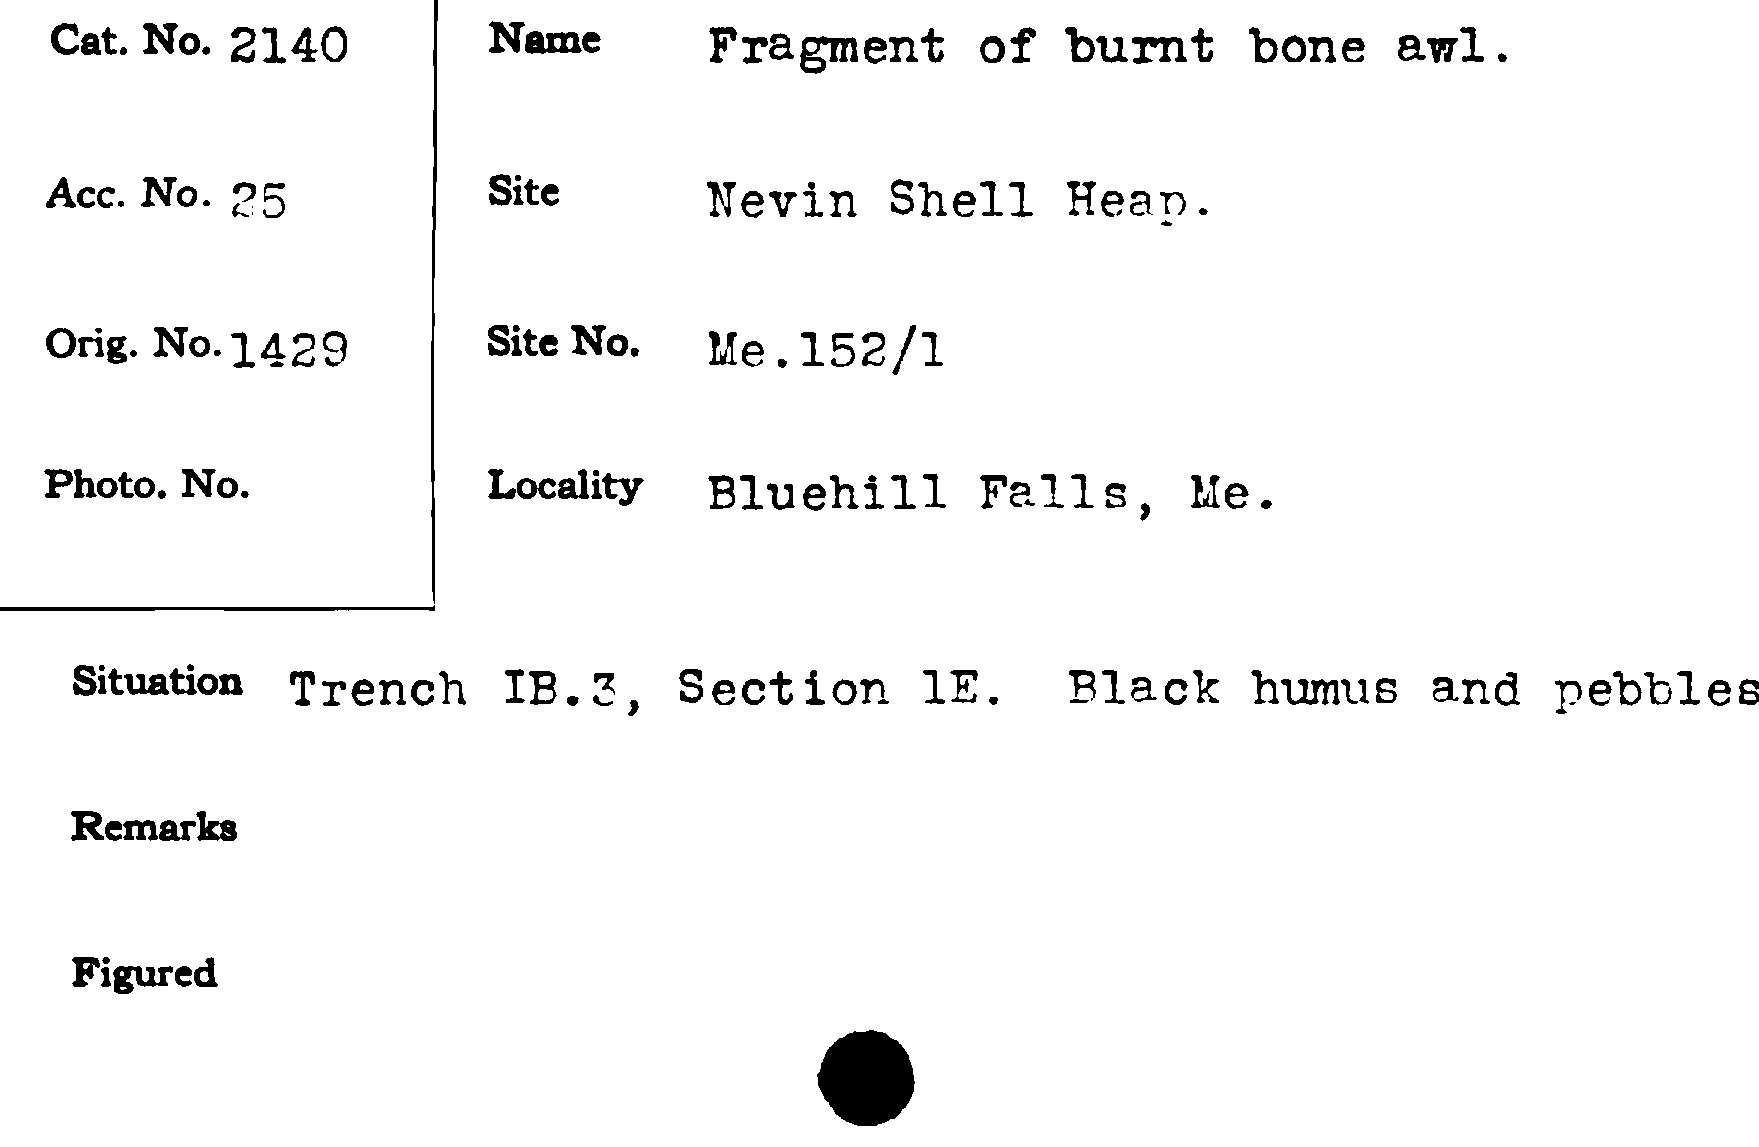 Cat. No. 2140
Name Fragment of burnt bone awl.
Acc. No. 25
Site Nevin Shell Heap.
Orig. No. 1429
Site No. Me.152/1
Photo. No.
Locality Bluehill Falls, Me.
Situation Trench IB.3, Section 1E. Black humus and pebbles
Remarks
Figured